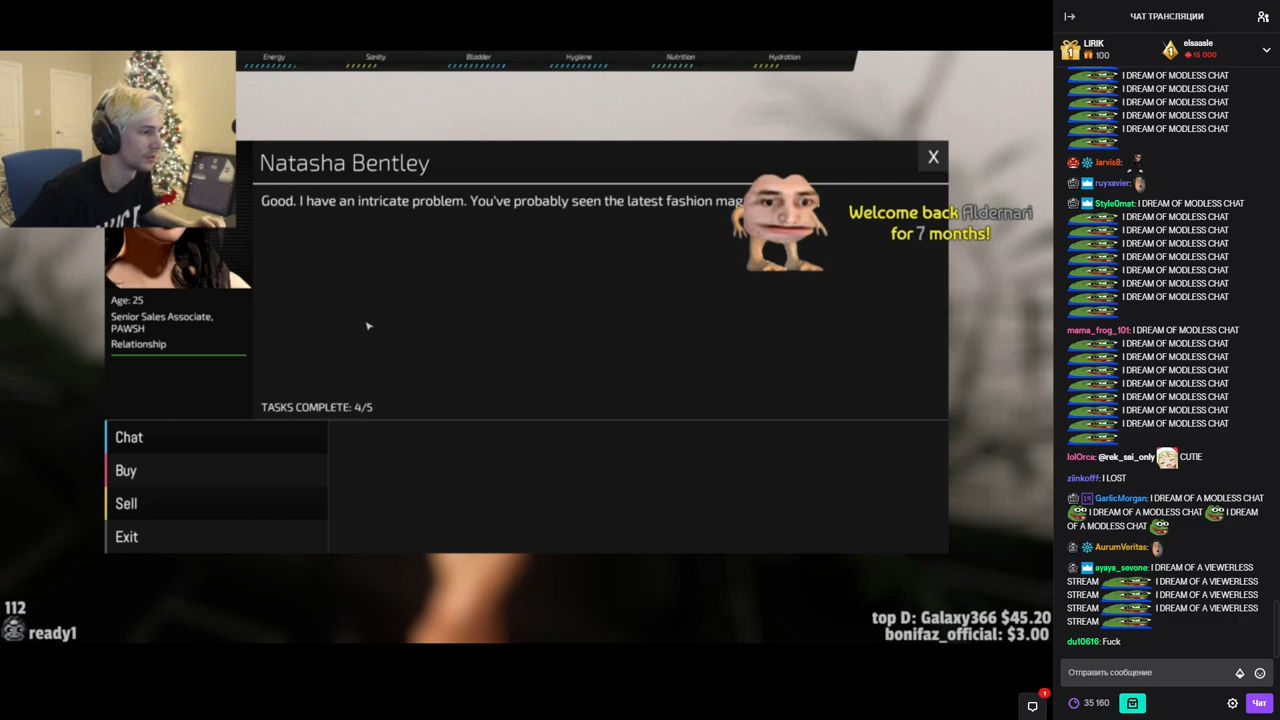 Energy
Sanity
Bladder
Hygiene
Nutrition
Hydration
Natasha Bentley
X
Good. I have an intricate problem. You've probably seen the latest fashion mag
Welcome back Aldernari
for 7 months!
Age: 25
Senior Sales Associate,
PAWSH
Relationship
TASKS COMPLETE: 4/5
Chat
Buy
Sell
Exit
112
ready1
top D: Galaxy366 $45.20
bonifaz_official: $3.00
1
ЧАТ ТРАНСЛЯЦИИ
1
LIRIK
100
1
elsaasle
15 000
I DREAM OF MODLESS CHAT
I DREAM OF MODLESS CHAT
I DREAM OF MODLESS CHAT
I DREAM OF MODLESS CHAT
I DREAM OF MODLESS CHAT
Jarvis8:
ruyxavier:
Style0mat: I DREAM OF MODLESS CHAT
I DREAM OF MODLESS CHAT
I DREAM OF MODLESS CHAT
I DREAM OF MODLESS CHAT
I DREAM OF MODLESS CHAT
I DREAM OF MODLESS CHAT
I DREAM OF MODLESS CHAT
I DREAM OF MODLESS CHAT
mama_frog_101: I DREAM OF MODLESS CHAT
I DREAM OF MODLESS CHAT
I DREAM OF MODLESS CHAT
I DREAM OF MODLESS CHAT
I DREAM OF MODLESS CHAT
I DREAM OF MODLESS CHAT
I DREAM OF MODLESS CHAT
I DREAM OF MODLESS CHAT
lolOrca: @rek_sai_only CUTIE
ziinkofff: I LOST
GarlicMorgan: I DREAM OF A MODLESS CHAT
I DREAM OF A MODLESS CHAT I DREAM
OF A MODLESS CHAT
AurumVeritas:
ayaya_sevone: I DREAM OF A VIEWERLESS
STREAM I DREAM OF A VIEWERLESS
STREAM I DREAM OF A VIEWERLESS
STREAM I DREAM OF A VIEWERLESS
STREAM
du10616: Fuck
Отправить сообщение
35 160
Чат